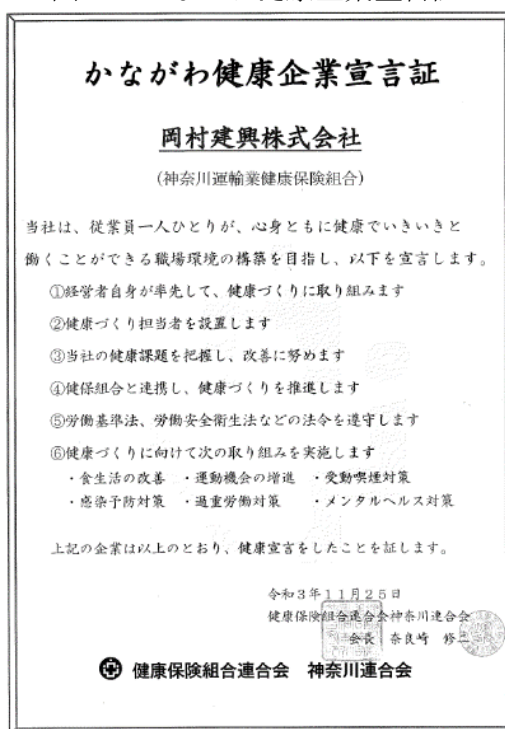 かながわ健康企業宣言証
岡村建興株式会社
(神奈川運輸業健康保険組合)
当社は、従業員一人ひとりが、心身ともに健康でいきいきと
働くことができる職場環境の構築を目指し、以下を宣言します。
①経営者自身が率先して、健康づくりに取り組みます
②健康づくり担当者を設置します
③当社の健康課題を把握し、改善に努めます
④健保組合と連携し、健康づくりを推進します
⑤労働基準法、労働安全衛生法などの法令を遵守します
⑥健康づくりに向けて次の取り組みを実施します
・食生活の改善 ・運動機会の増進 ・受動喫煙対策
・感染予防対策 ・過重労働対策 ・メンタルヘルス対策
上記の企業は以上のとおり、健康宣言をしたことを証します。
令和3年11月25日
健康保険組合連合会神奈川連合会
会長 奈良崎 修二
健康保険組合連合会 神奈川連合会